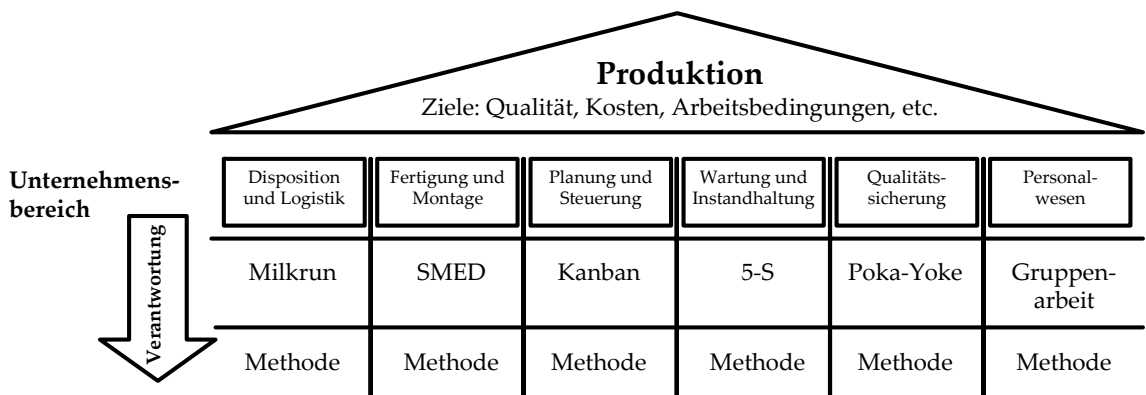 Produktion
Ziele: Qualität, Kosten, Arbeitsbedingungen, etc.
Unternehmens-
bereich
Verantwortung
Disposition
und Logistik
Fertigung und
Montage
Planung und
Steuerung
Wartung und
Instandhaltung
Qualitäts-
sicherung
Personal-
wesen
Milkrun
SMED
Kanban
5-S
Poka-Yoke
Gruppen-
arbeit
Methode
Methode
Methode
Methode
Methode
Methode